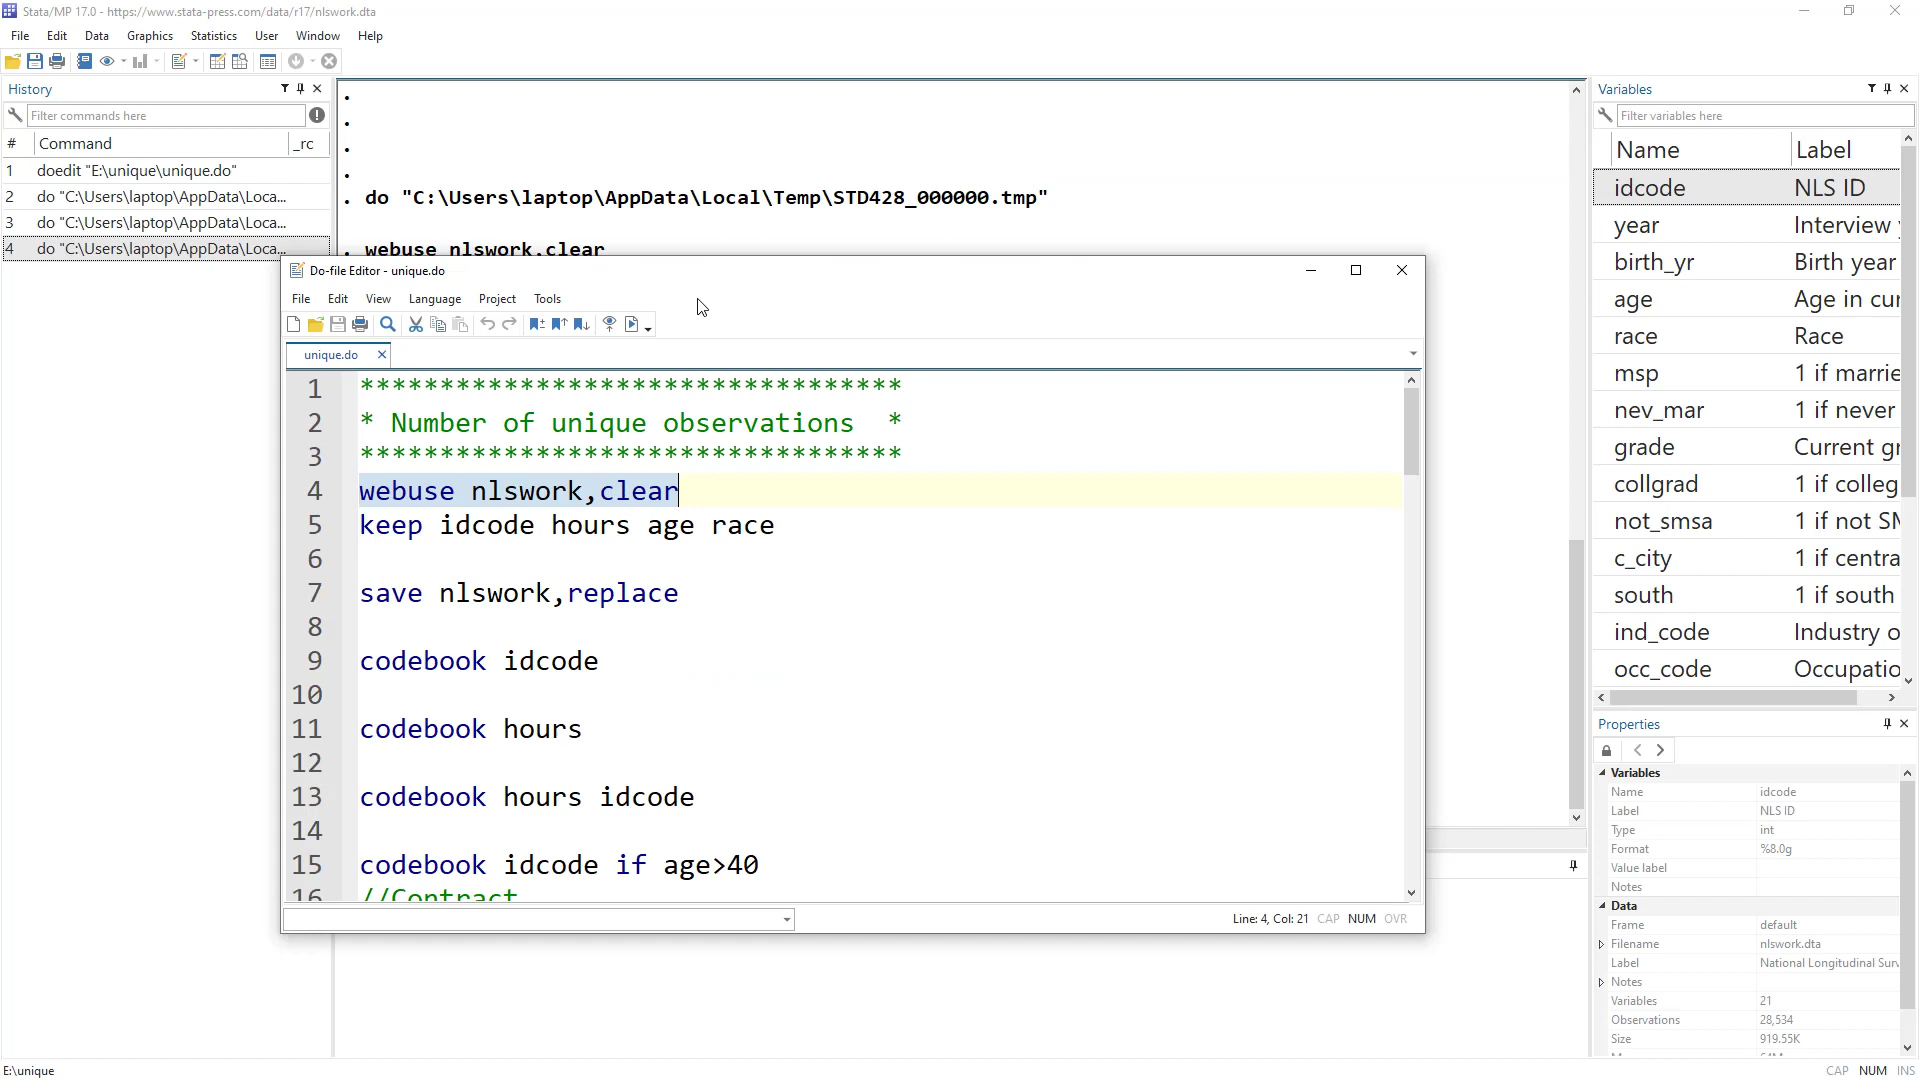 Stata/MP 17.0 - https://www.stata-press.com/data/r17/nlswork.dta
File Edit Data Graphics Statistics User Window Help
History
Filter commands here
# Command _rc
1 doedit "E:\unique\unique.do"
2 do "C:\Users\laptop\AppData\Loca...
3 do "C:\Users\laptop\AppData\Loca...
4 do "C:\Users\laptop\AppData\Loca...
.
.
.
.
. do "C:\Users\laptop\AppData\Local\Temp\STD428_000000.tmp"
. webuse nlswork,clear
Do-file Editor - unique.do
File Edit View Language Project Tools
unique.do
1 **********************************
2 * Number of unique observations  *
3 **********************************
4 webuse nlswork,clear
5 keep idcode hours age race
6
7 save nlswork,replace
8
9 codebook idcode
10
11 codebook hours
12
13 codebook hours idcode
14
15 codebook idcode if age>40
16 //Contract
Line: 4, Col: 21 CAP NUM OVR
Variables
Filter variables here
Name Label
idcode NLS ID
year Interview
birth_yr Birth year
age Age in cur
race Race
msp 1 if marrie
nev_mar 1 if never
grade Current gr
collgrad 1 if colleg
not_smsa 1 if not SM
c_city 1 if centra
south 1 if south
ind_code Industry o
occ_code Occupatio
Properties
Variables
Name idcode
Label NLS ID
Type int
Format %8.0g
Value label
Notes
Data
Frame default
Filename nlswork.dta
Label National Longitudinal Surv
Notes
Variables 21
Observations 28,534
Size 919.55K
E:\unique
CAP NUM INS